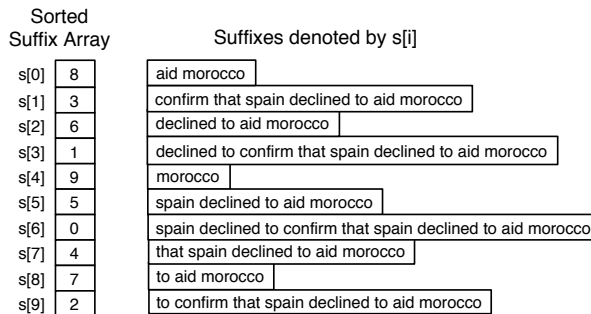 Sorted
Suffix Array
Suffixes denoted by s[i]
s[0] 8 aid morocco
s[1] 3 confirm that spain declined to aid morocco
s[2] 6 declined to aid morocco
s[3] 1 declined to confirm that spain declined to aid morocco
s[4] 9 morocco
s[5] 5 spain declined to aid morocco
s[6] 0 spain declined to confirm that spain declined to aid morocco
s[7] 4 that spain declined to aid morocco
s[8] 7 to aid morocco
s[9] 2 to confirm that spain declined to aid morocco